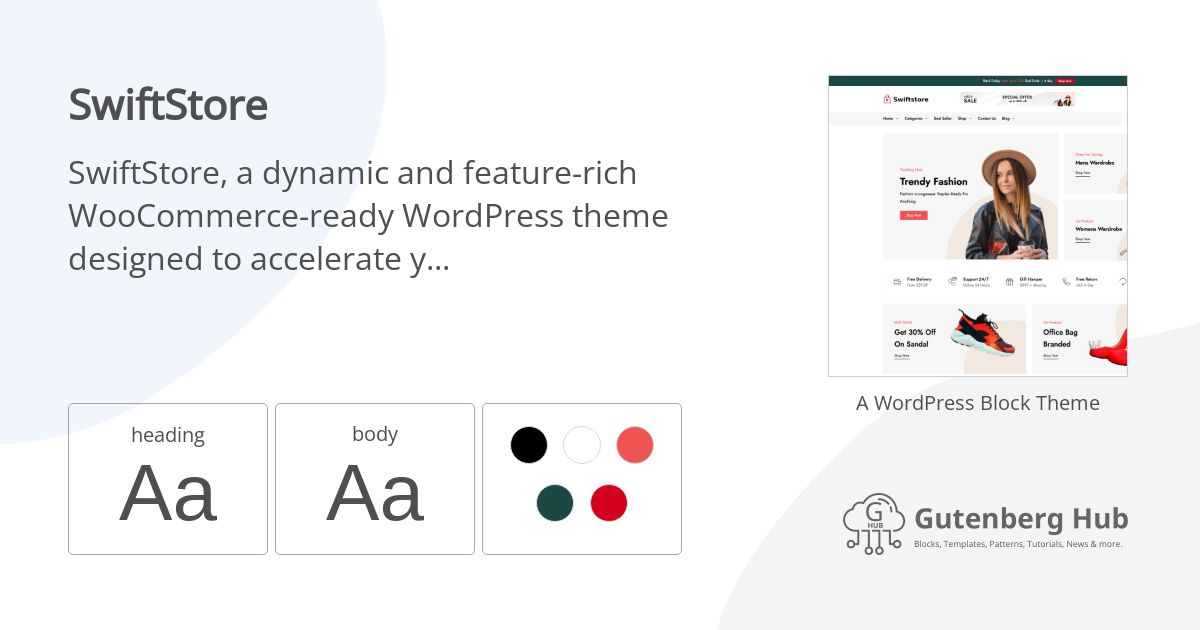 SwiftStore
SwiftStore, a dynamic and feature-rich
WooCommerce-ready WordPress theme
designed to accelerate y...
heading
Aa
body
Aa
Swiftstore
SALE
SPECIAL OFFER
Home
Categories
Best Seller
Shop
Contact Us
Blog
Trendy Fashion
Fashion Loungewear Staples Ready For
Anything
Shop Now
Mens Wardrobe
Shop Now
Womens Wardrobe
Shop Now
Free Delivery
Support 24/7
Gift Hamper
Free Return
Get 30% Off
On Sandal
Shop Now
Office Bag
Branded
Shop Now
A WordPress Block Theme
G
HUB
Gutenberg Hub
Blocks, Templates, Patterns, Tutorials, News & more.